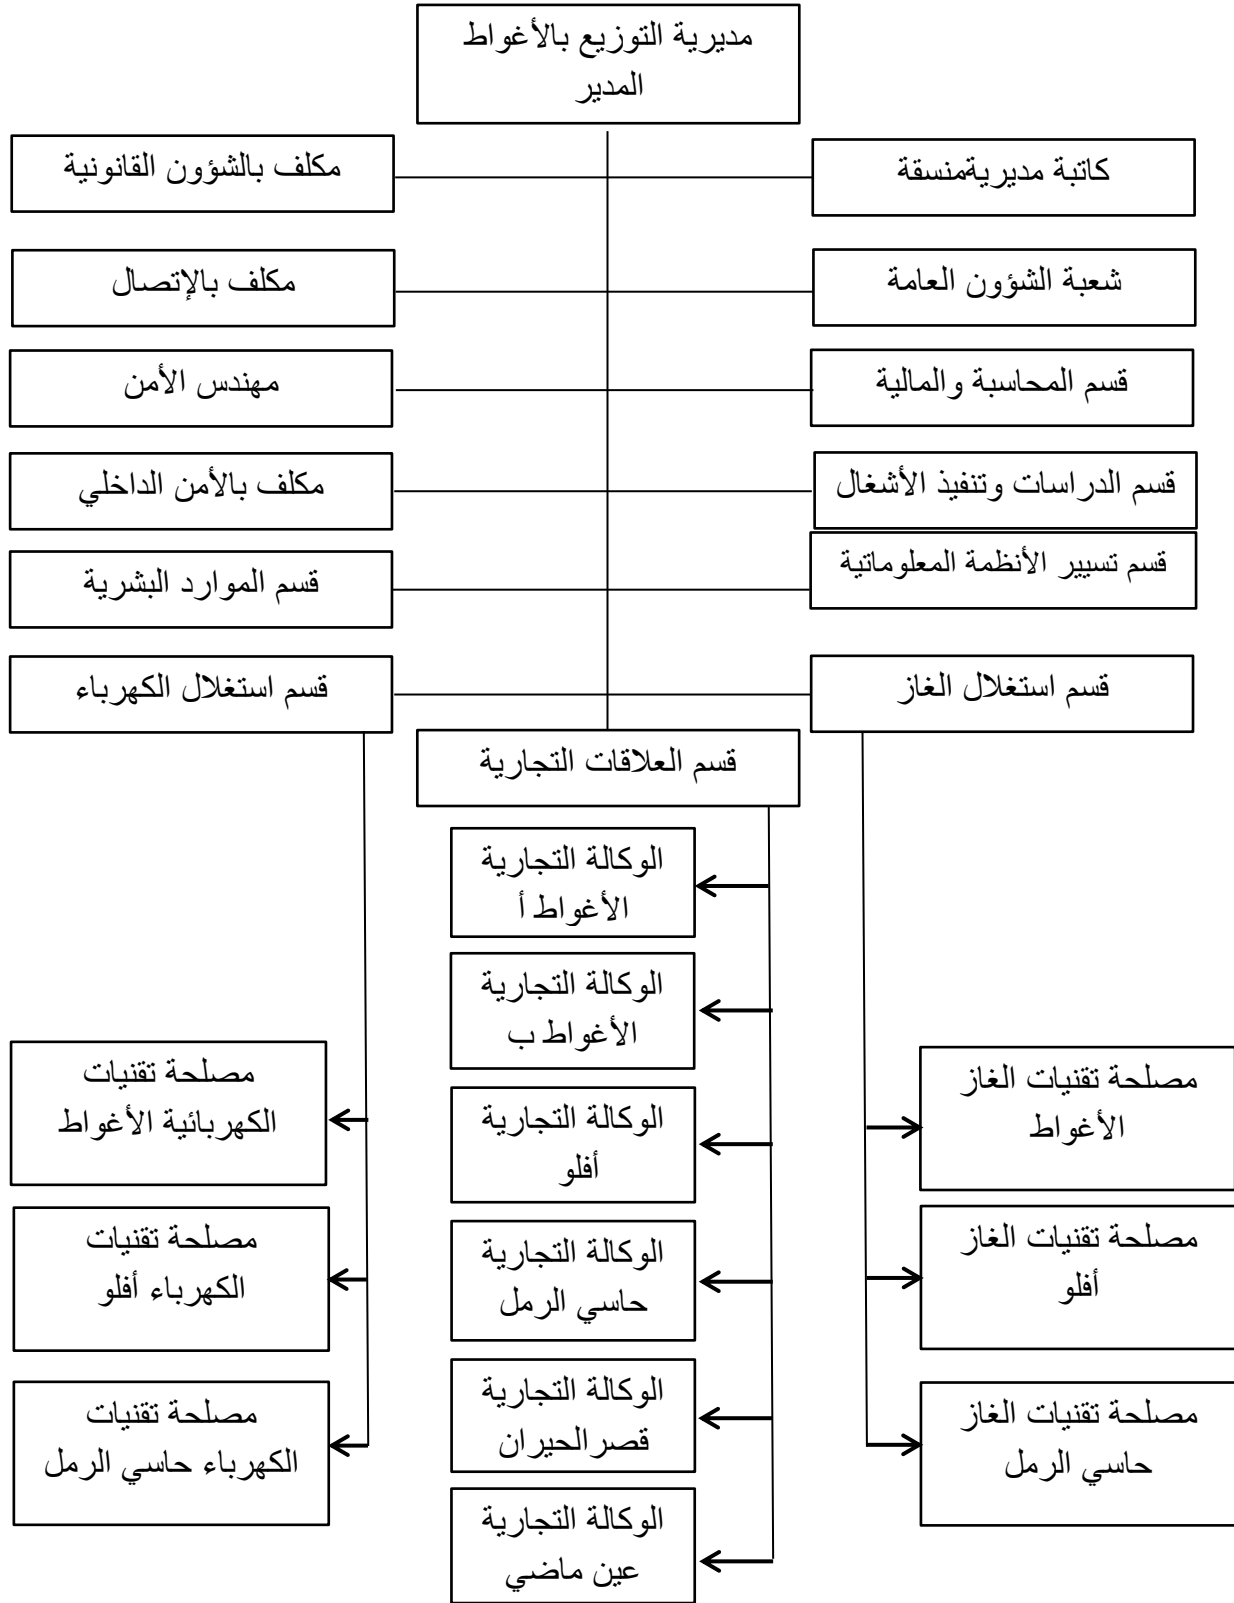 مديرية التوزيع بالأغواط
المدير
كاتبة مديريةمنسقة
مكلف بالشؤون القانونية
شعبة الشؤون العامة
مكلف بالإتصال
قسم المحاسبة والمالية
مهندس الأمن
قسم الدراسات وتنفيذ الأشغال
مكلف بالأمن الداخلي
قسم تسيير الأنظمة المعلوماتية
قسم الموارد البشرية
قسم استغلال الغاز
قسم استغلال الكهرباء
قسم العلاقات التجارية
الوكالة التجارية
الأغواط أ
الوكالة التجارية
الأغواط ب
الوكالة التجارية
أفلو
الوكالة التجارية
حاسي الرمل
الوكالة التجارية
قصرالحيران
الوكالة التجارية
عين ماضي
مصلحة تقنيات الغاز
الأغواط
مصلحة تقنيات الغاز
أفلو
مصلحة تقنيات الغاز
حاسي الرمل
مصلحة تقنيات
الكهربائية الأغواط
مصلحة تقنيات
الكهرباء أفلو
مصلحة تقنيات
الكهرباء حاسي الرمل